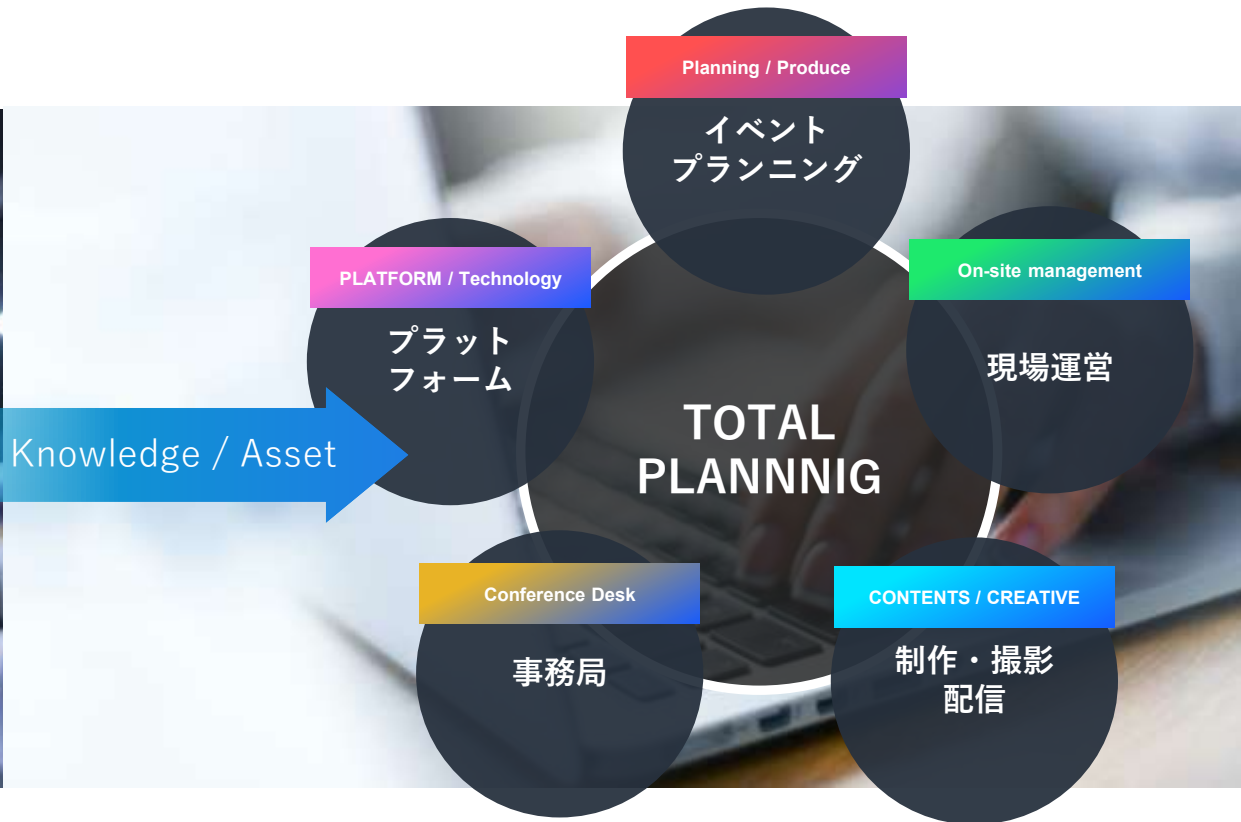 Planning / Produce
イベント
プランニング
PLATFORM / Technology
プラット
フォーム
On-site management
現場運営
Knowledge / Asset
TOTAL
PLANNNIG
Conference Desk
事務局
CONTENTS / CREATIVE
制作・撮影
配信